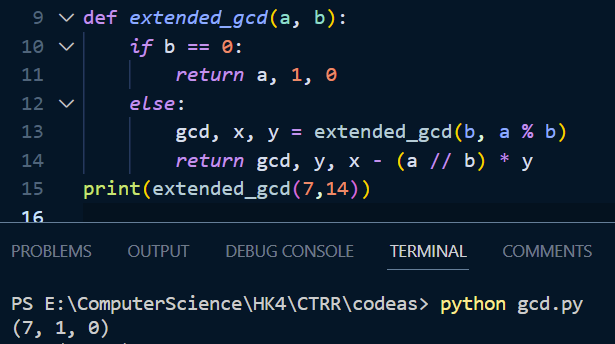 9 def extended_gcd(a, b):
10 if b == 0:
11 return a, 1, 0
12 else:
13 gcd, x, y = extended_gcd(b, a % b)
14 return gcd, y, x - (a // b) * y
15 print(extended_gcd(7,14))
16
PROBLEMS OUTPUT DEBUG CONSOLE TERMINAL COMMENTS
PS E:\ComputerScience\HK4\CTRR\codeas> python gcd.py
(7, 1, 0)